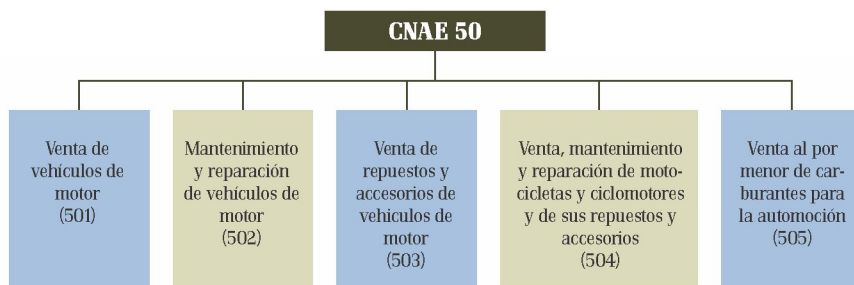 CNAE 50
Venta de
vehículos de
motor
(501)
Mantenimiento
y reparación
de vehículos de
motor
(502)
Venta de
repuestos y
accesorios de
vehiculos de
motor
(503)
Venta, mantenimiento
y reparación de moto-
cicletas y ciclomotores
y de sus repuestos y
accesorios
(504)
Venta al por
menor de car-
burantes para
la automoción
(505)